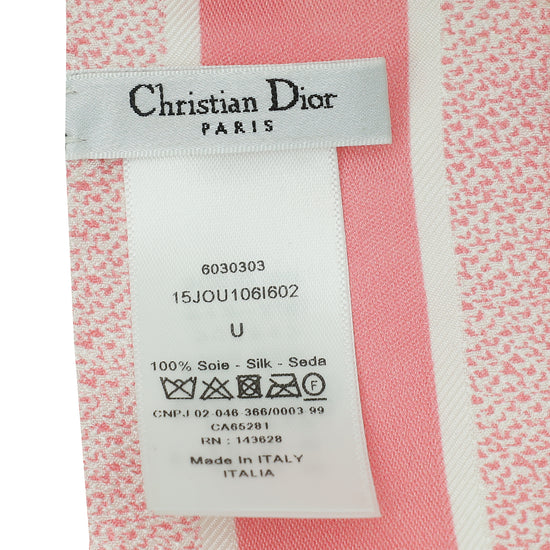 Christian Dior
PARIS
6030303
15JOU106I602
U
100% Soie - Silk - Seda
F
CNPJ 02-046-366/0003 99
CA65281
RN : 143628
Made In ITALY
ITALIA